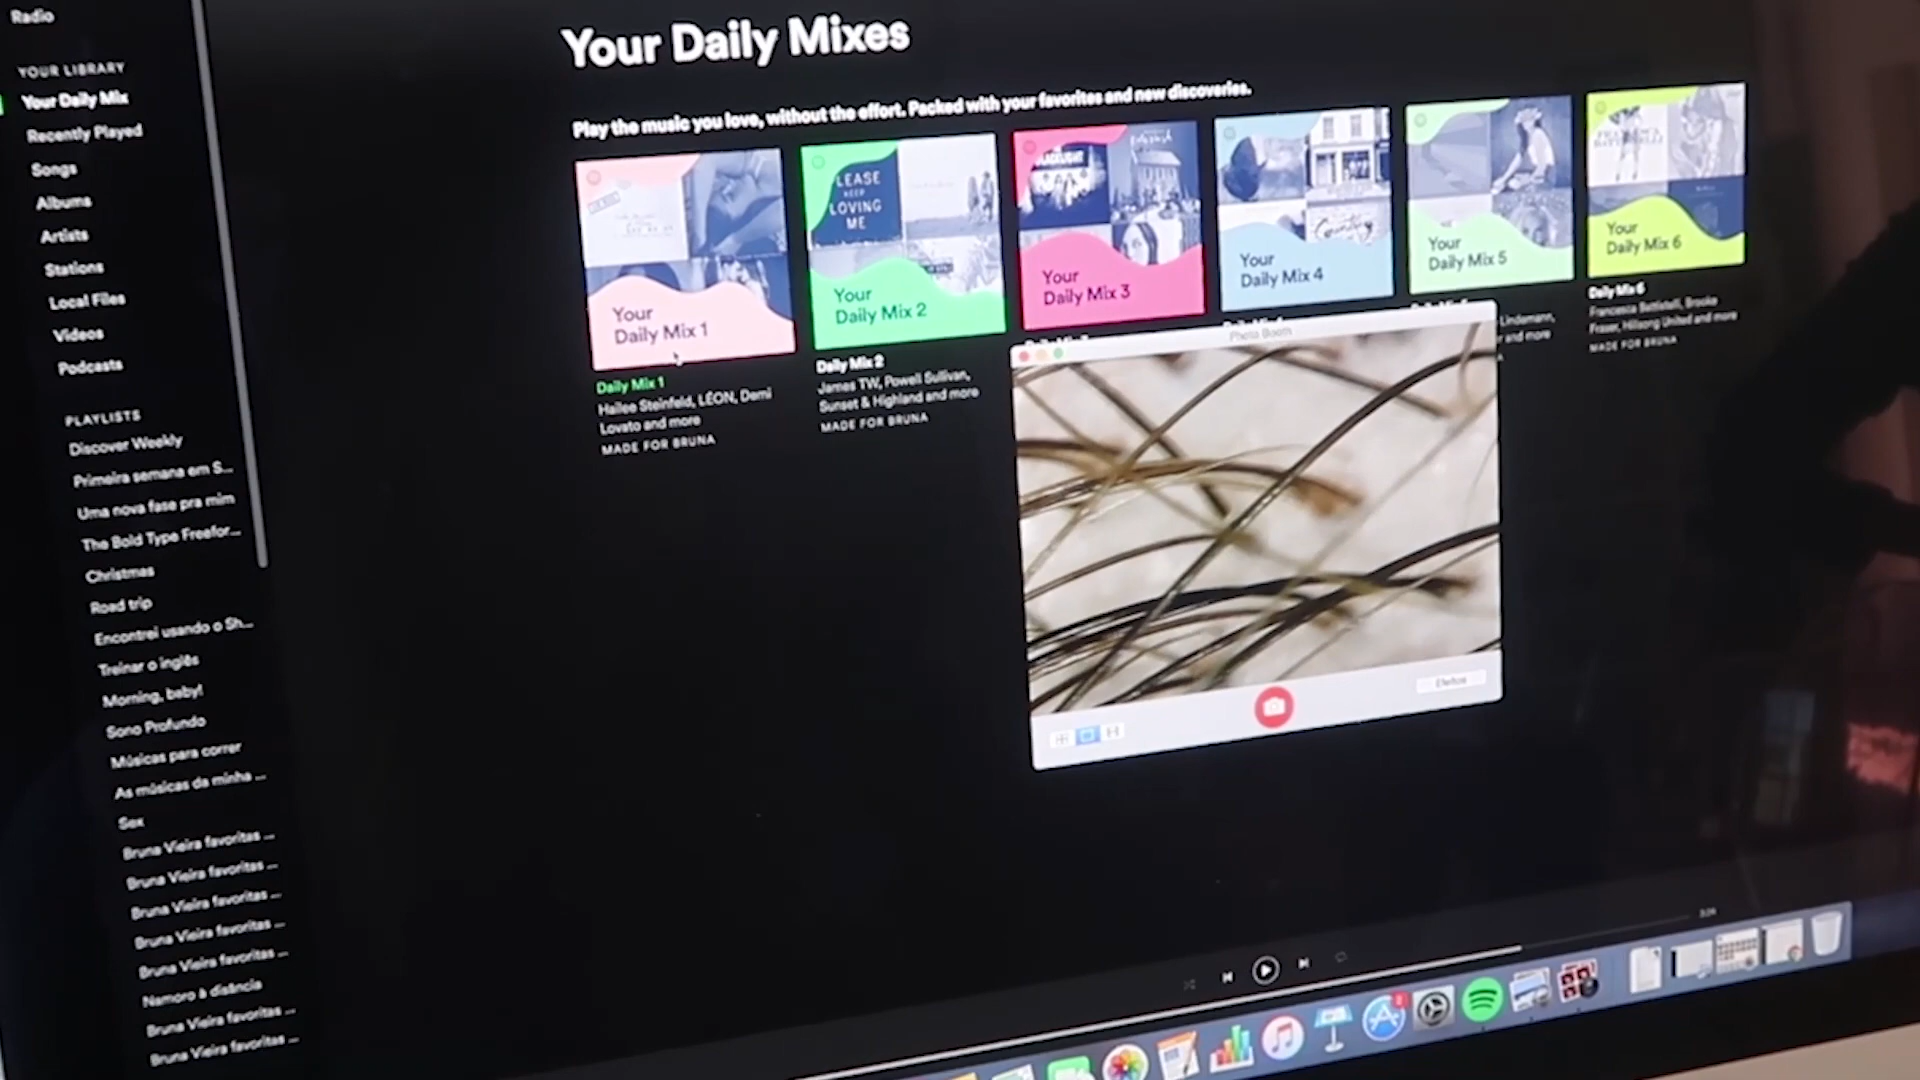 Radio
YOUR LIBRARY
Your Daily Mix
Recently Played
Songs
Albums
Artists
Stations
Local Files
Videos
Podcasts
PLAYLISTS
Discover Weekly
Primeira semana em S...
Uma nova fase pra mim
The Bold Type Freefor...
Christmas
Road trip
Encontrei usando o Sh...
Treinar o inglês
Morning, baby!
Sono Profundo
Músicas para correr
As músicas da minha ...
Sex
Bruna Vieira favoritas ...
Bruna Vieira favoritas ...
Bruna Vieira favoritas ...
Bruna Vieira favoritas ...
Bruna Vieira favoritas ...
Namoro à distância
Bruna Vieira favoritas ...
Bruna Vieira favoritas ...
Your Daily Mixes
Play the music you love, without the effort. Packed with your favorites and new discoveries.
Your
Daily Mix 1
Daily Mix 1
Hailee Steinfeld, LÉON, Demi
Lovato and more
MADE FOR BRUNA
LEASE
KEEP
LOVING
ME
Your
Daily Mix 2
Daily Mix 2
James TW, Powell Sullivan,
Sunset & Highland and more
MADE FOR BRUNA
Your
Daily Mix 3
Counting
Your
Daily Mix 4
Your
Daily Mix 5
Lindemann,
and more
Your
Daily Mix 6
Daily Mix 6
Francesca Battistelli, Brooke
Fraser, Hillsong United and more
MADE FOR BRUNA
Photo Booth
Efeitos